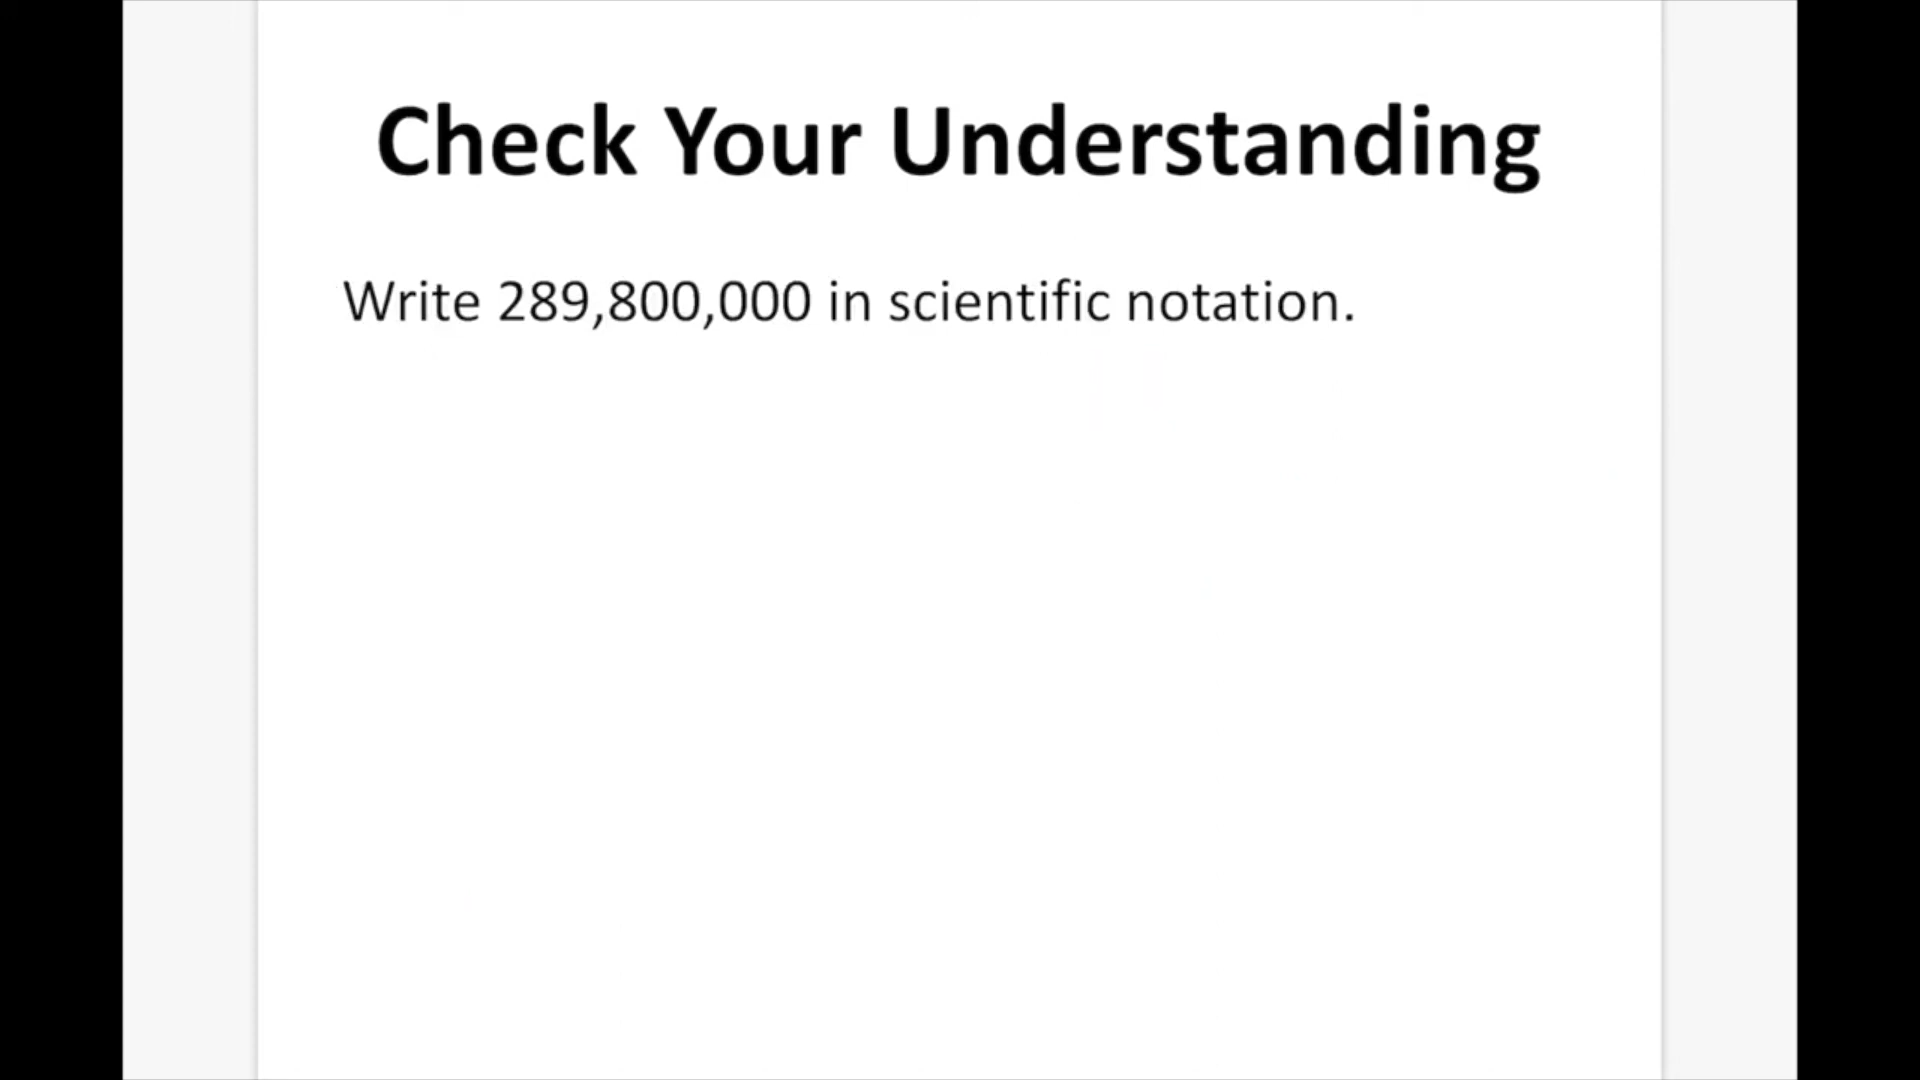 Check Your Understanding
Write 289,800,000 in scientific notation.